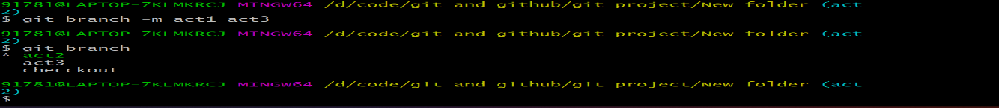 91781@LAPTOP-7KLMKRCJ MINGW64 /d/code/git and github/git project/New folder (act
2)
$ git branch -m act1 act3
91781@LAPTOP-7KLMKRCJ MINGW64 /d/code/git and github/git project/New folder (act
2)
$ git branch
* act2
act3
checckout
91781@LAPTOP-7KLMKRCJ MINGW64 /d/code/git and github/git project/New folder (act
2)
$